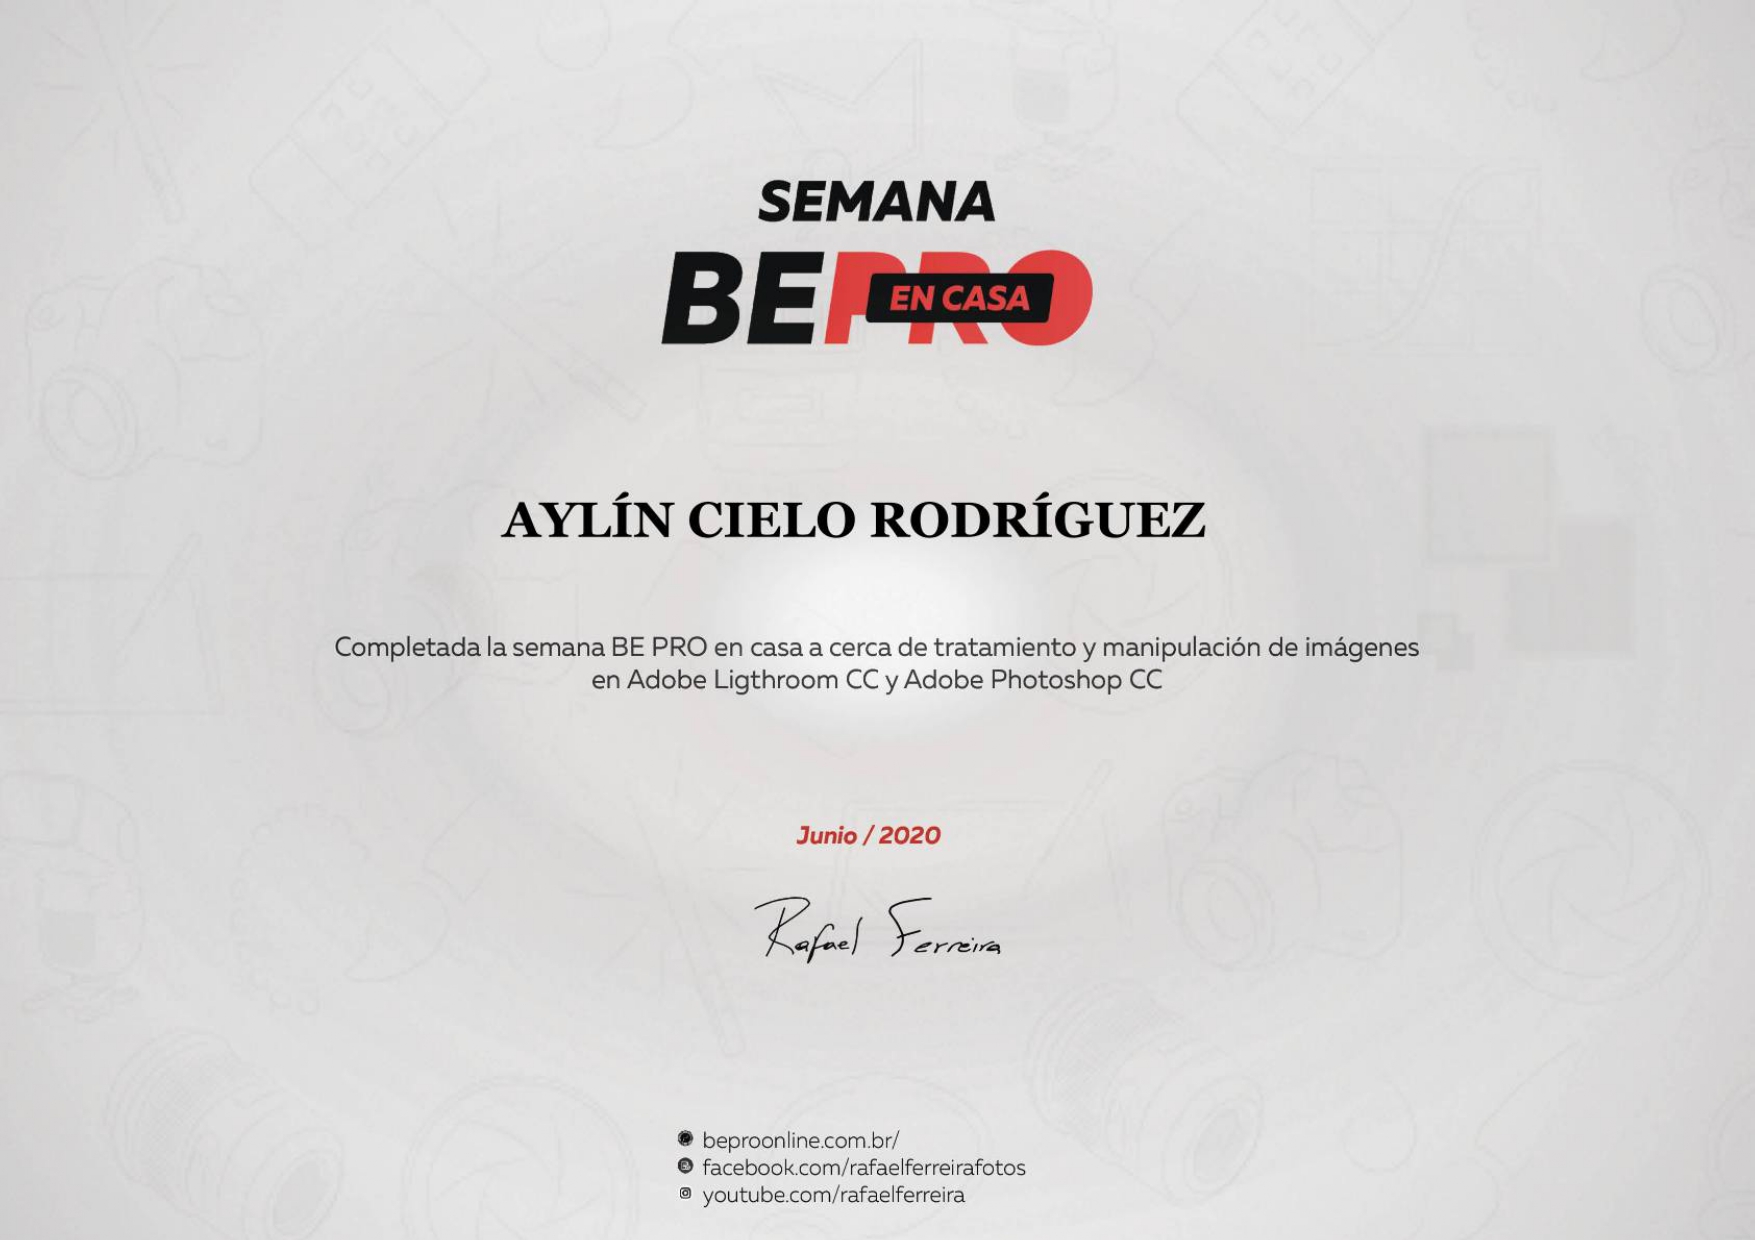 SEMANA
BEPRO
EN CASA
AYLÍN CIELO RODRÍGUEZ
Completada la semana BE PRO en casa a cerca de tratamiento y manipulación de imágenes
en Adobe Ligthroom CC y Adobe Photoshop CC
Junio / 2020
Rafael Ferreira
beproonline.com.br/
facebook.com/rafaelferreirafotos
youtube.com/rafaelferreira